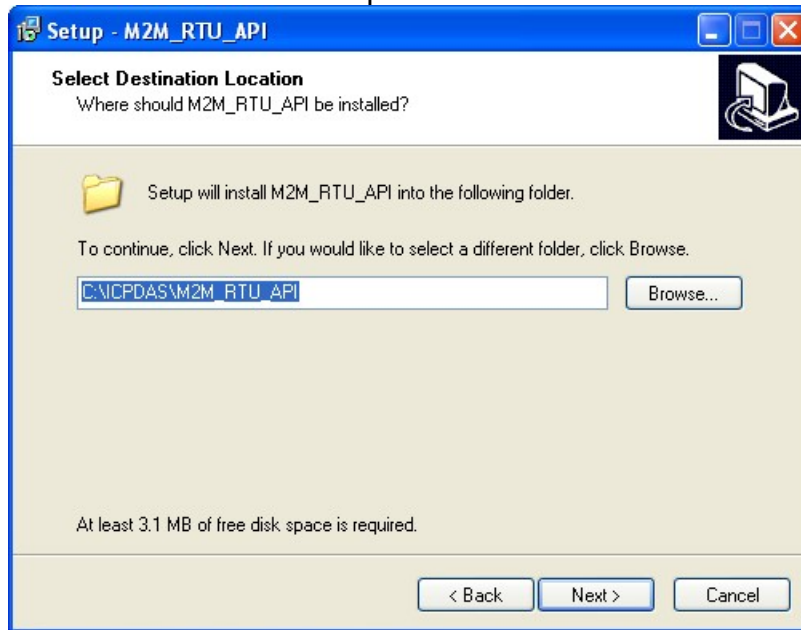 Setup - M2M_RTU_API
Select Destination Location
Where should M2M_RTU_API be installed?
Setup will install M2M_RTU_API into the following folder.
To continue, click Next. If you would like to select a different folder, click Browse.
C:\ICPDAS\M2M_RTU_API
Browse...
At least 3.1 MB of free disk space is required.
< Back Next > Cancel